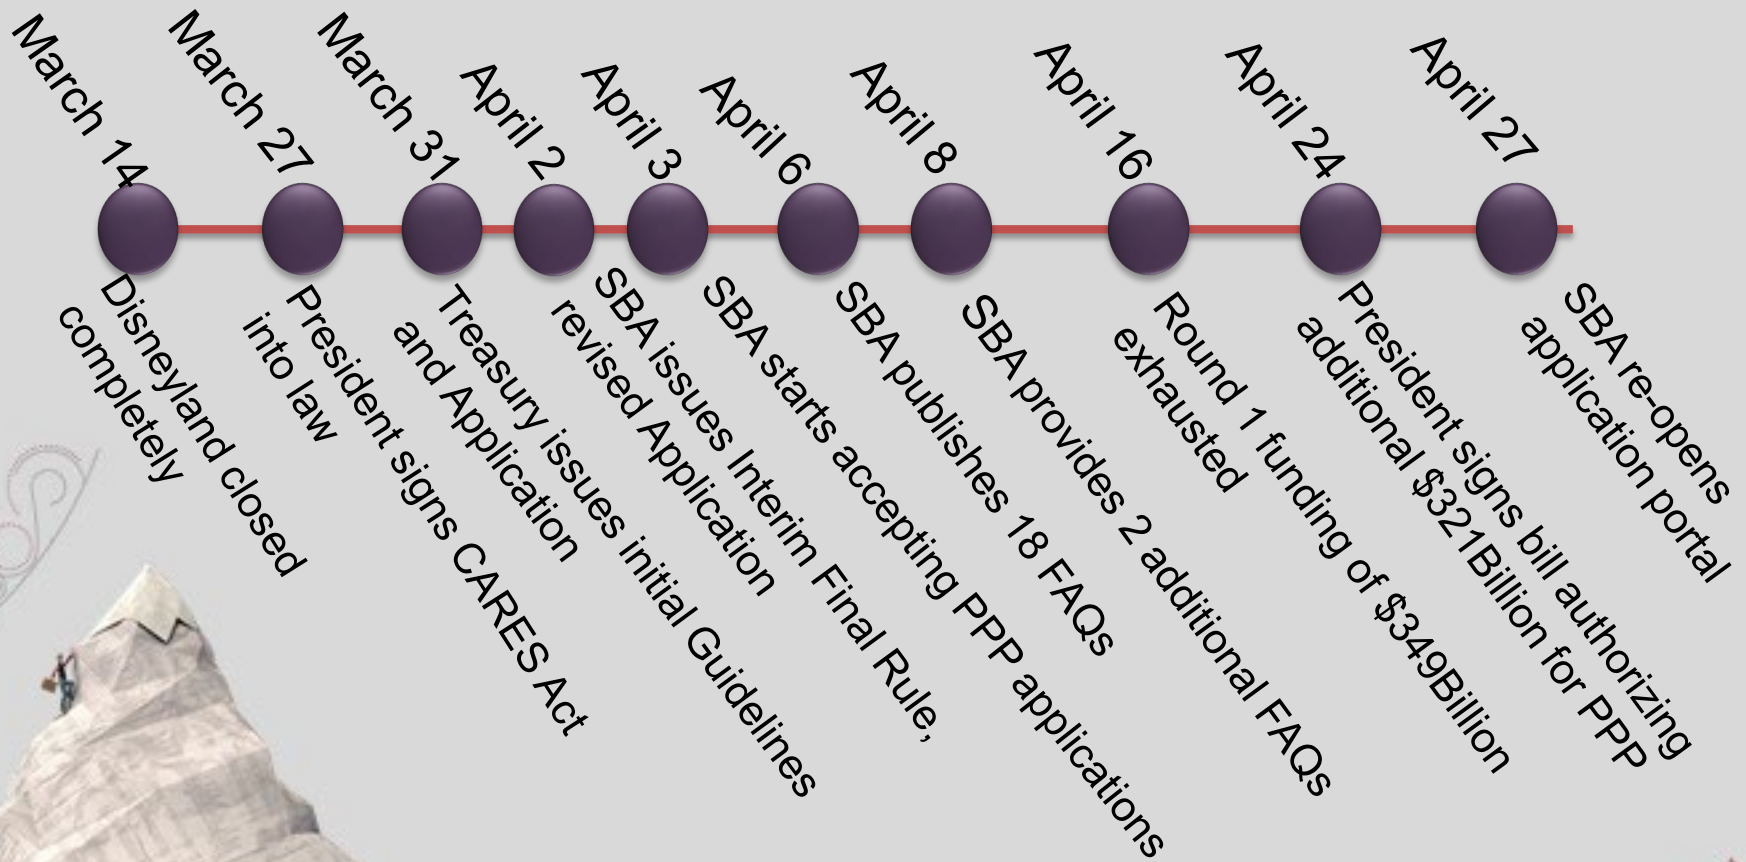 March 14
March 27
March 31
April 2
April 3
April 6
April 8
April 16
April 24
April 27
Disneyland closed
completely
President signs CARES Act
into law
Treasury issues initial Guidelines
and Application
SBA issues Interim Final Rule,
revised Application
SBA starts accepting PPP applications
SBA publishes 18 FAQs
SBA provides 2 additional FAQs
Round 1 funding of $349Billion
exhausted
President signs bill authorizing
additional $321Billion for PPP
SBA re-opens
application portal